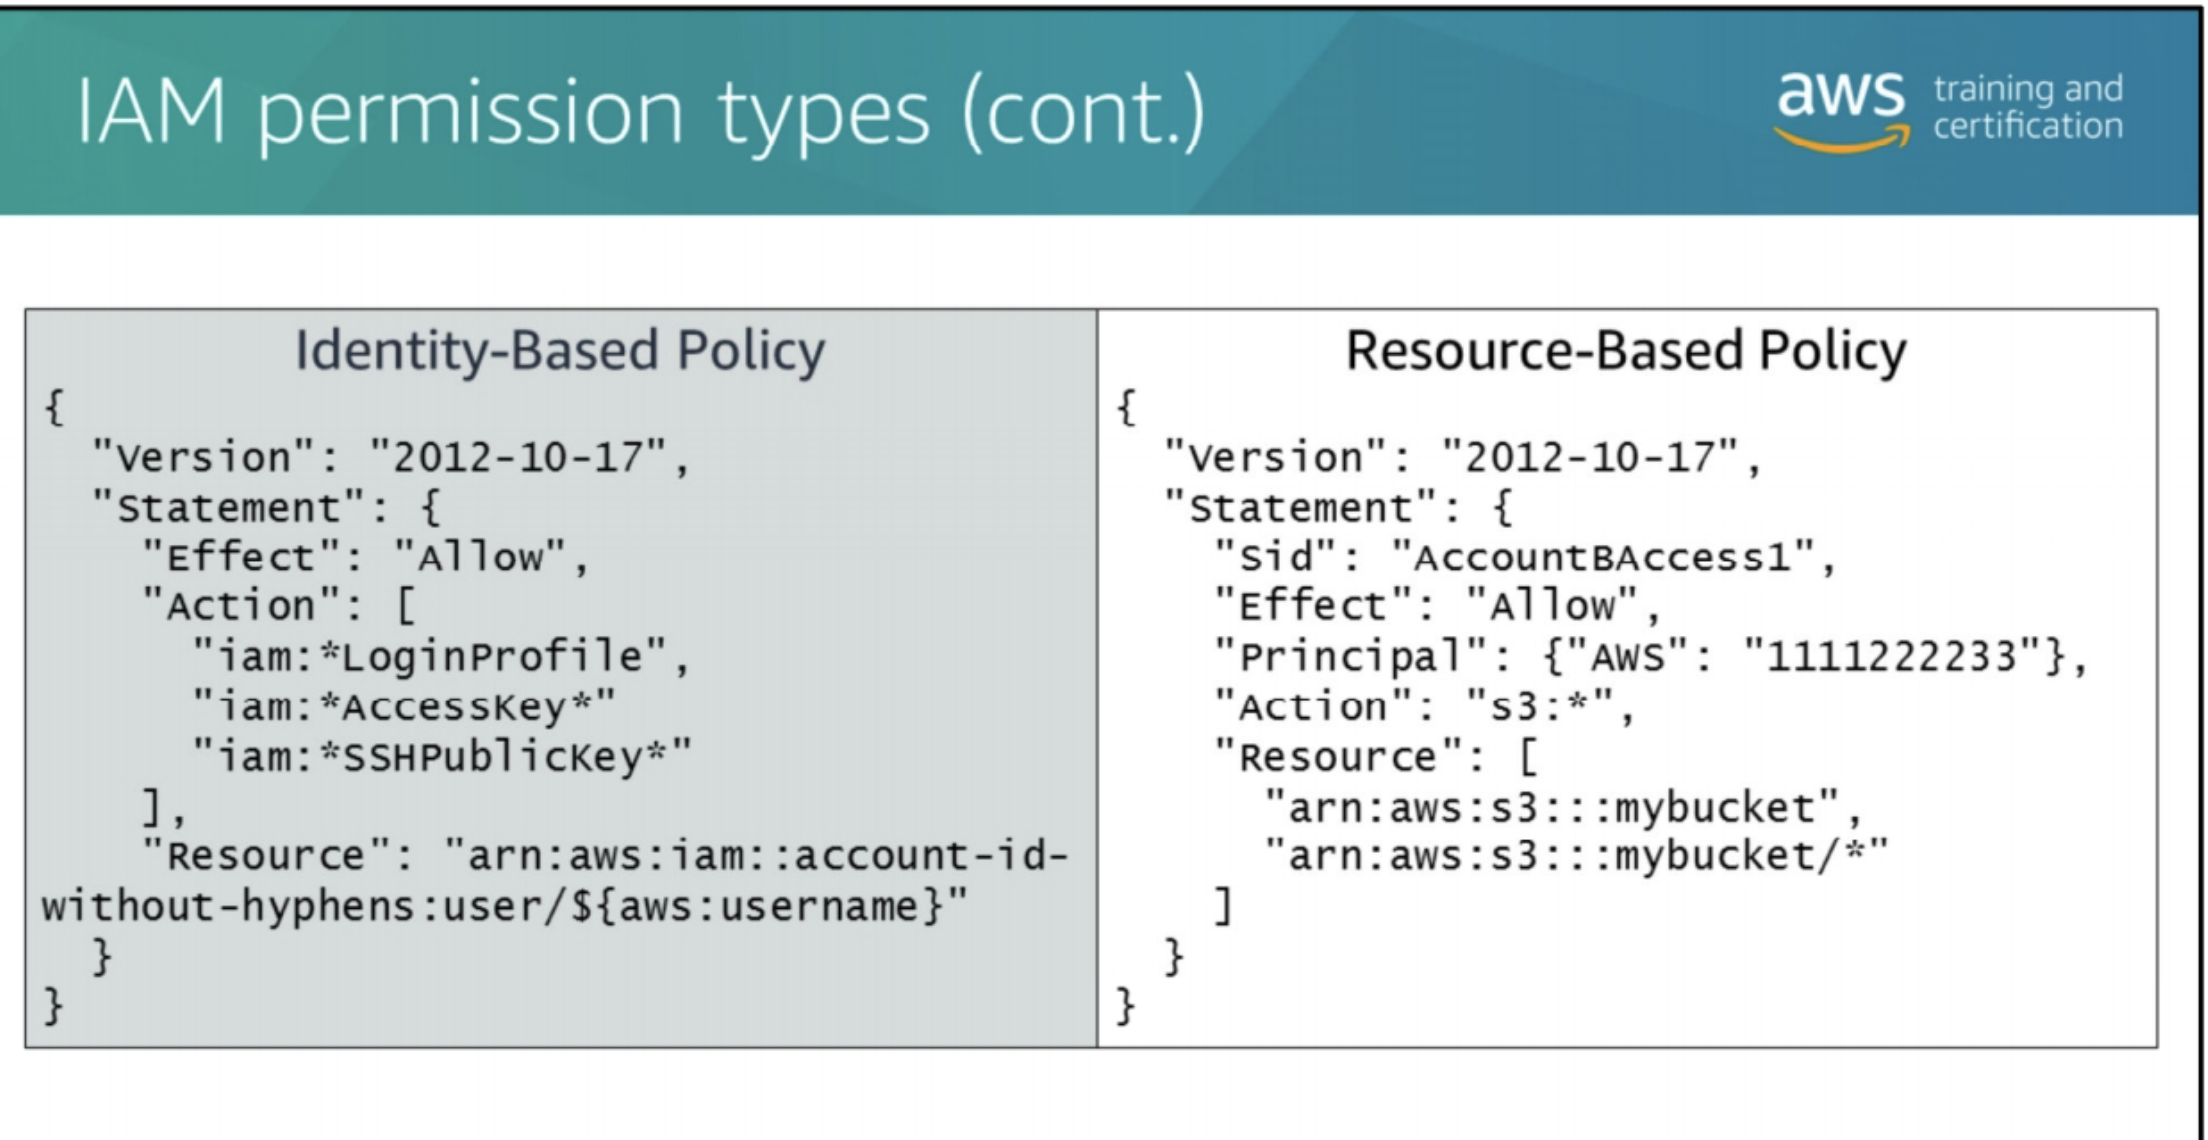 IAM permission types (cont.)
aws training and
certification
Identity-Based Policy
{
  "Version": "2012-10-17",
  "Statement": {
    "Effect": "Allow",
    "Action": [
      "iam:*LoginProfile",
      "iam:*AccessKey*"
      "iam:*SSHPublicKey*"
    ],
    "Resource": "arn:aws:iam::account-id-
without-hyphens:user/${aws:username}"
  }
}
Resource-Based Policy
{
  "Version": "2012-10-17",
  "Statement": {
    "Sid": "AccountBAccess1",
    "Effect": "Allow",
    "Principal": {"AWS": "1111222233"},
    "Action": "s3:*",
    "Resource": [
      "arn:aws:s3:::mybucket",
      "arn:aws:s3:::mybucket/*"
    ]
  }
}